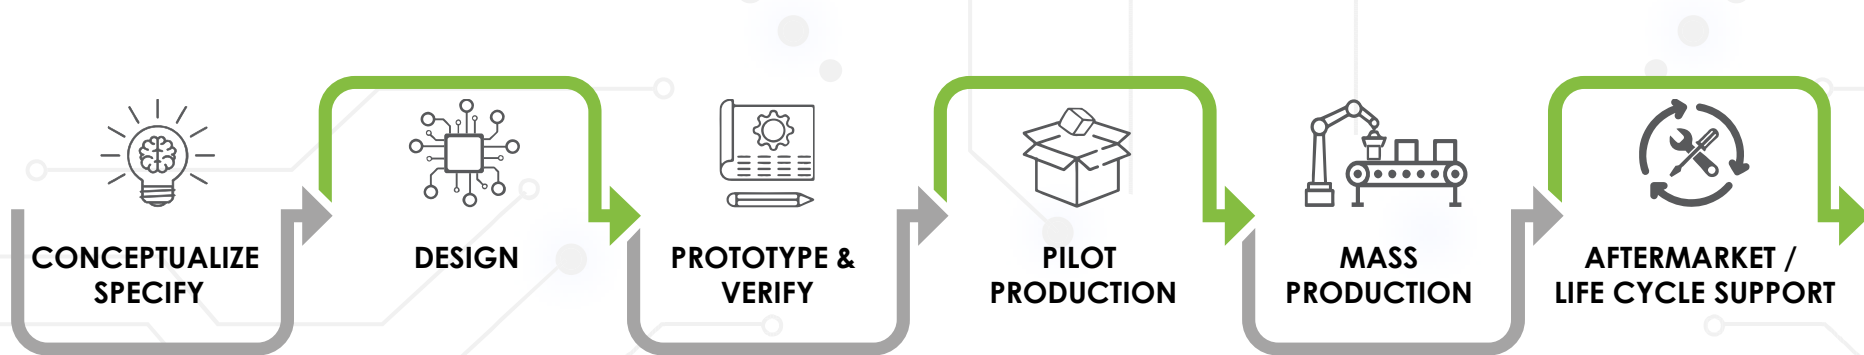 CONCEPTUALIZE
SPECIFY
DESIGN
PROTOTYPE &
VERIFY
PILOT
PRODUCTION
MASS
PRODUCTION
AFTERMARKET /
LIFE CYCLE SUPPORT